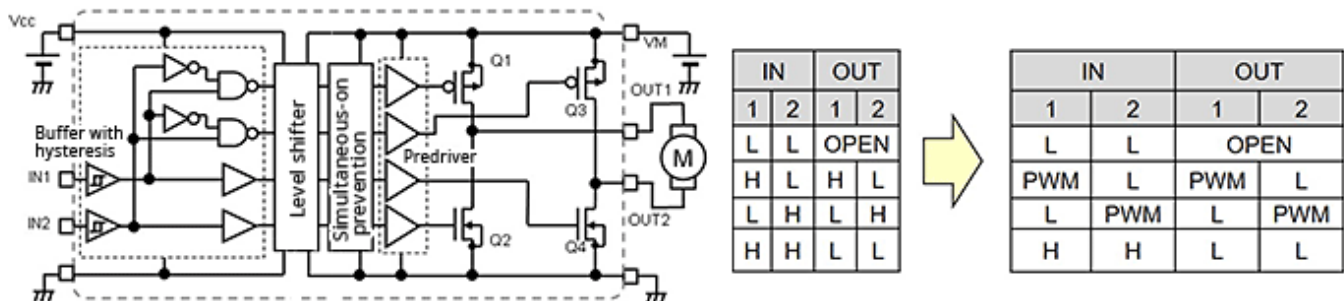 Vcc
Buffer with
hysteresis
IN1
IN2
Level shifter
Simultaneous-on
prevention
Predriver
Q1
Q2
Q3
Q4
VM
OUT1
M
OUT2
IN OUT
1 2 1 2
L L OPEN
H L H L
L H L H
H H L L
IN OUT
1 2 1 2
L L OPEN
PWM L PWM L
L PWM L PWM
H H L L